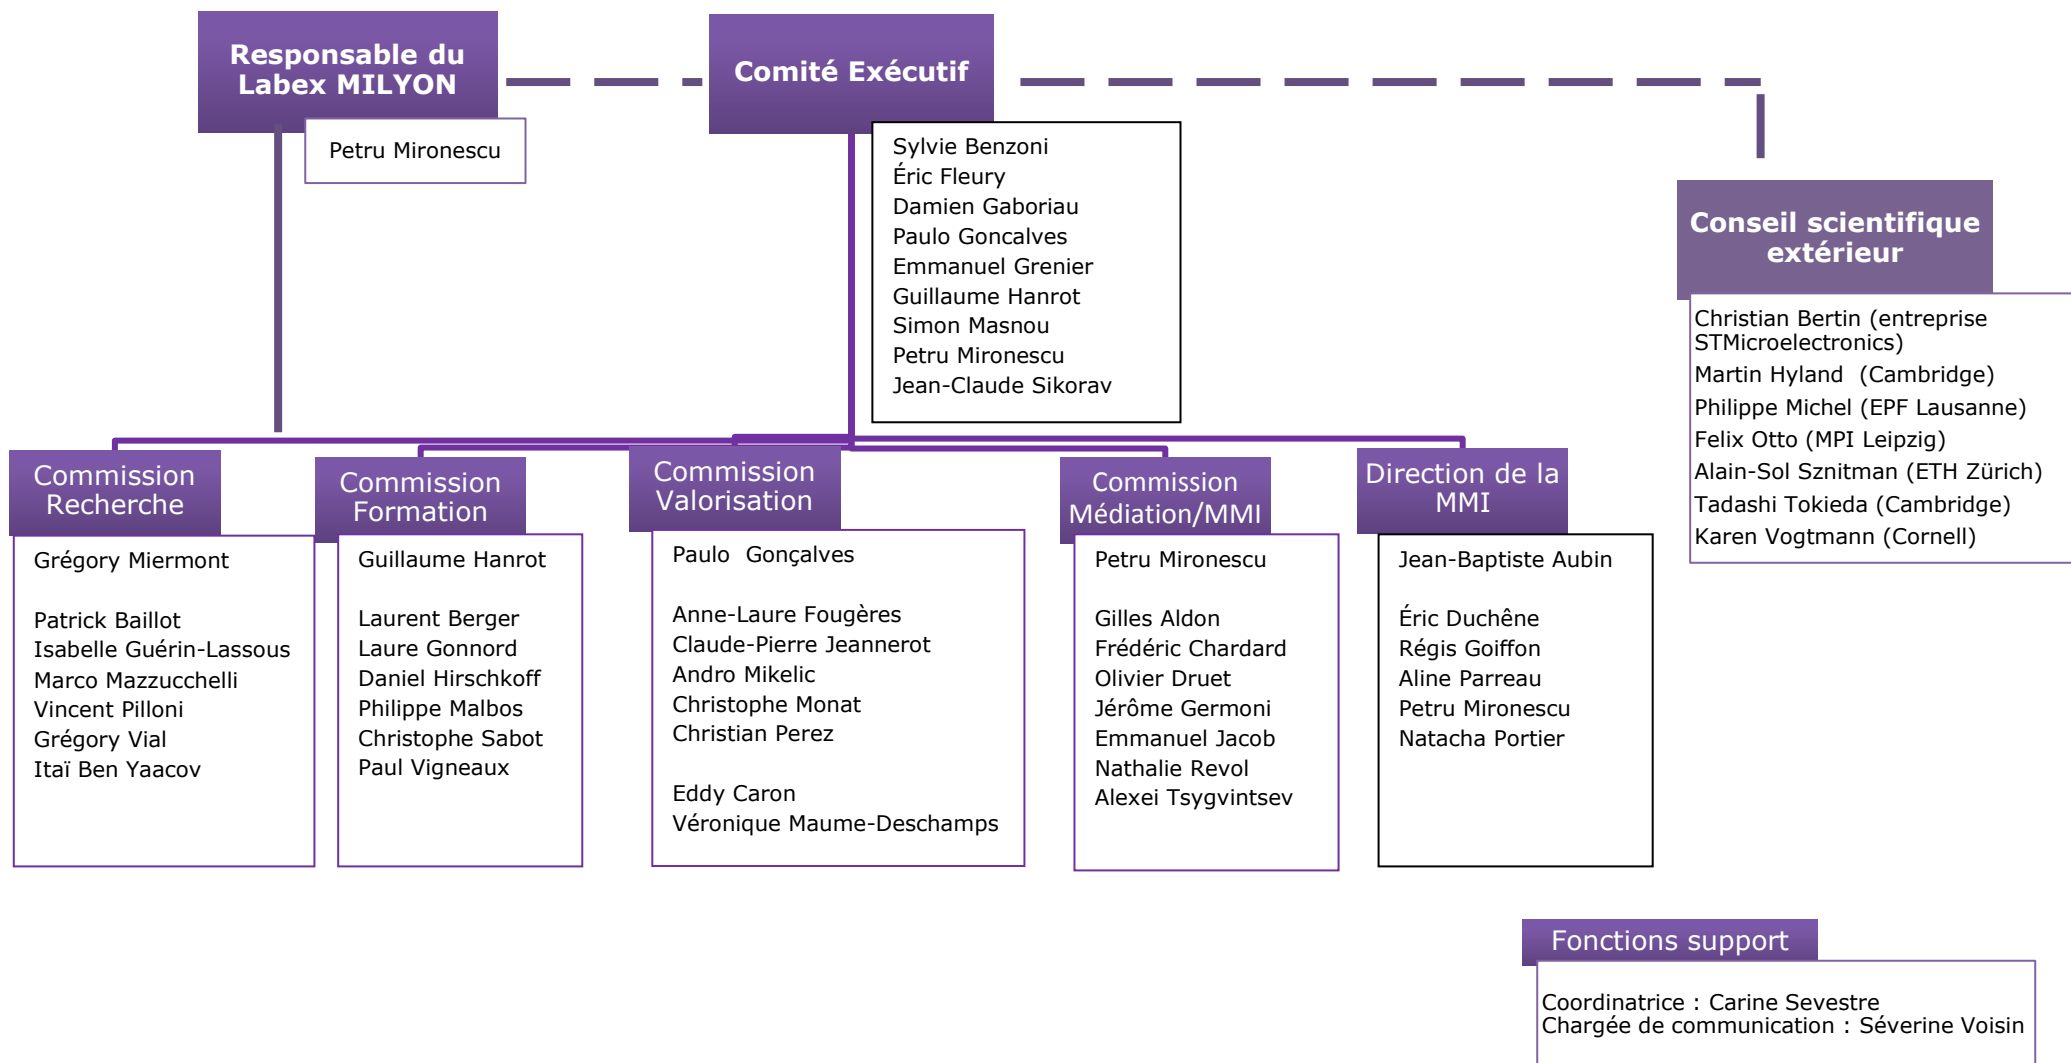 Responsable du
Labex MILYON
Petru Mironescu
Comité Exécutif
Sylvie Benzoni
Éric Fleury
Damien Gaboriau
Paulo Goncalves
Emmanuel Grenier
Guillaume Hanrot
Simon Masnou
Petru Mironescu
Jean-Claude Sikorav
Conseil scientifique
extérieur
Christian Bertin (entreprise
STMicroelectronics)
Martin Hyland  (Cambridge)
Philippe Michel (EPF Lausanne)
Felix Otto (MPI Leipzig)
Alain-Sol Sznitman (ETH Zürich)
Tadashi Tokieda (Cambridge)
Karen Vogtmann (Cornell)
Commission
Recherche
Grégory Miermont
Patrick Baillot
Isabelle Guérin-Lassous
Marco Mazzucchelli
Vincent Pilloni
Grégory Vial
Itaï Ben Yaacov
Commission
Formation
Guillaume Hanrot
Laurent Berger
Laure Gonnord
Daniel Hirschkoff
Philippe Malbos
Christophe Sabot
Paul Vigneaux
Commission
Valorisation
Paulo  Gonçalves
Anne-Laure Fougères
Claude-Pierre Jeannerot
Andro Mikelic
Christophe Monat
Christian Perez
Eddy Caron
Véronique Maume-Deschamps
Commission
Médiation/MMI
Petru Mironescu
Gilles Aldon
Frédéric Chardard
Olivier Druet
Jérôme Germoni
Emmanuel Jacob
Nathalie Revol
Alexei Tsygvintsev
Direction de la
MMI
Jean-Baptiste Aubin
Éric Duchêne
Régis Goiffon
Aline Parreau
Petru Mironescu
Natacha Portier
Fonctions support
Coordinatrice : Carine Sevestre
Chargée de communication : Séverine Voisin